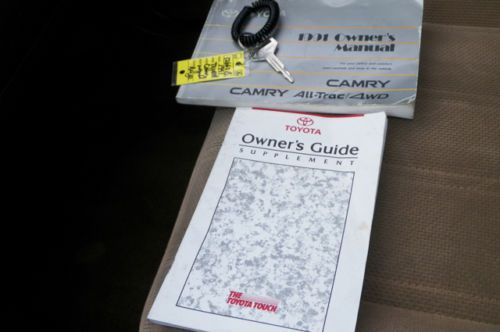 1991 Owner's
Manual
CAMRY
CAMRY All-Trac/4WD
TOYOTA
Owner's Guide
SUPPLEMENT
THE
TOYOTA TOUCH